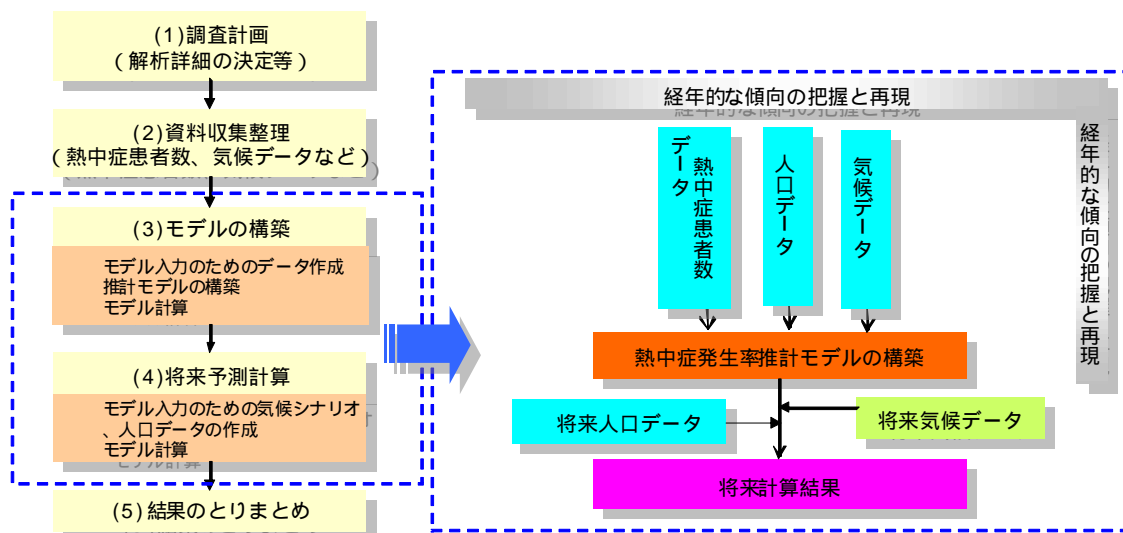 (1)調査計画
(解析詳細の決定等)
(2)資料収集整理
(熱中症患者数、気候データなど)
(3)モデルの構築
モデル入力のためのデータ作成
推計モデルの構築
モデル計算
(4)将来予測計算
モデル入力のための気候シナリオ
、人口データの作成
モデル計算
(5)結果のとりまとめ
経年的な傾向の把握と再現
経年的な傾向の把握と再現
熱中症患者数
データ
人口データ
気候データ
熱中症発生率推計モデルの構築
将来人口データ
将来気候データ
将来計算結果